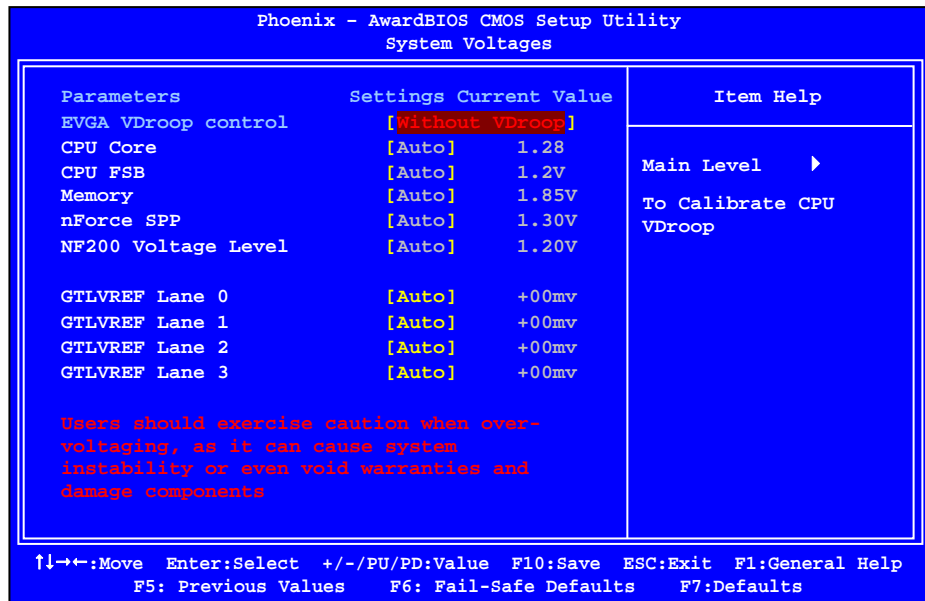 Phoenix – AwardBIOS CMOS Setup Utility
System Voltages
Parameters Settings Current Value
EVGA VDroop control [Without VDroop]
CPU Core [Auto] 1.28
CPU FSB [Auto] 1.2V
Memory [Auto] 1.85V
nForce SPP [Auto] 1.30V
NF200 Voltage Level [Auto] 1.20V
GTLVREF Lane 0 [Auto] +00mv
GTLVREF Lane 1 [Auto] +00mv
GTLVREF Lane 2 [Auto] +00mv
GTLVREF Lane 3 [Auto] +00mv
Users should exercise caution when over-
voltaging, as it can cause system
instability or even void warranties and
damage components
Item Help
Main Level
To Calibrate CPU
VDroop
↑↓→←:Move Enter:Select +/-/PU/PD:Value F10:Save ESC:Exit F1:General Help
F5: Previous Values F6: Fail-Safe Defaults F7:Defaults